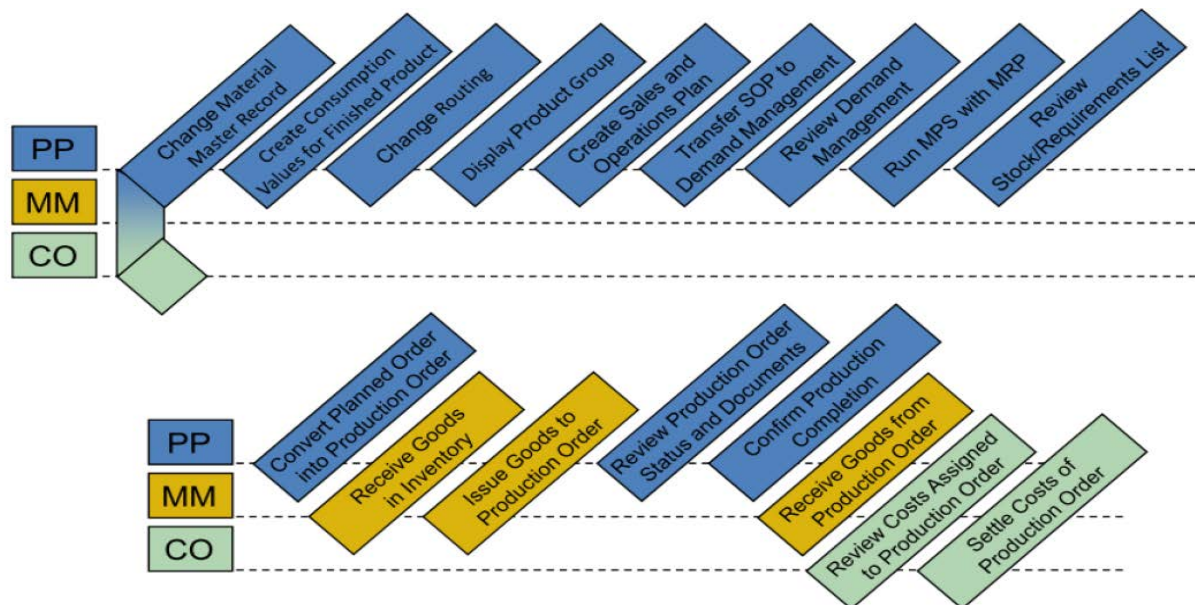 PP
MM
CO
Change Material
Master Record
Create Consumption
Values for Finished Product
Change Routing
Display Product Group
Create Sales and
Operations Plan
Transfer SOP to
Demand Management
Review Demand
Management
Run MPS with MRP
Review
Stock/Requirements List
PP
MM
CO
Convert Planned Order
into Production Order
Receive Goods
in Inventory
Issue Goods to
Production Order
Review Production Order
Status and Documents
Confirm Production
Completion
Receive Goods from
Production Order
Review Costs Assigned
to Production Order
Settle Costs of
Production Order